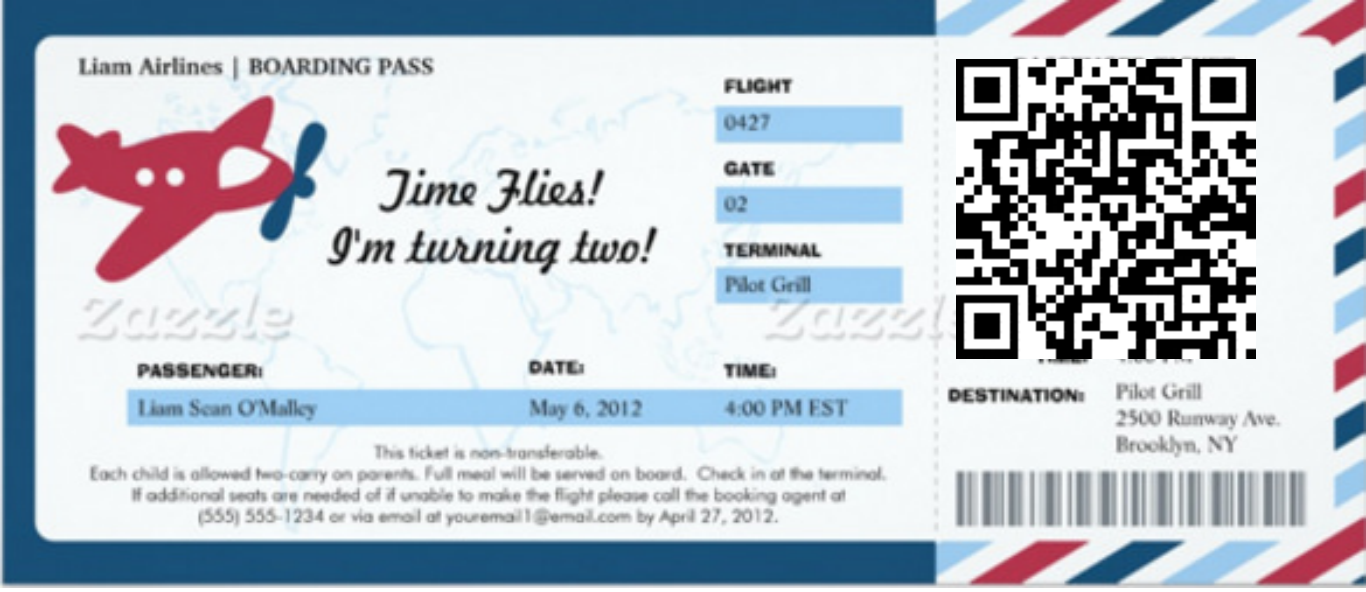 Liam Airlines | BOARDING PASS
Time Flies!
I'm turning two!
FLIGHT
0427
GATE
02
TERMINAL
Pilot Grill
Zazzle
Zazzle
PASSENGER: DATE: TIME:
Liam Sean O'Malley May 6, 2012 4:00 PM EST
This ticket is non-transferable.
Each child is allowed two-carry on parents. Full meal will be served on board. Check in at the terminal.
If additional seats are needed of if unable to make the flight please call the booking agent at
(555) 555-1234 or via email at youremail1@email.com by April 27, 2012.
DESTINATION: Pilot Grill
2500 Runway Ave.
Brooklyn, NY